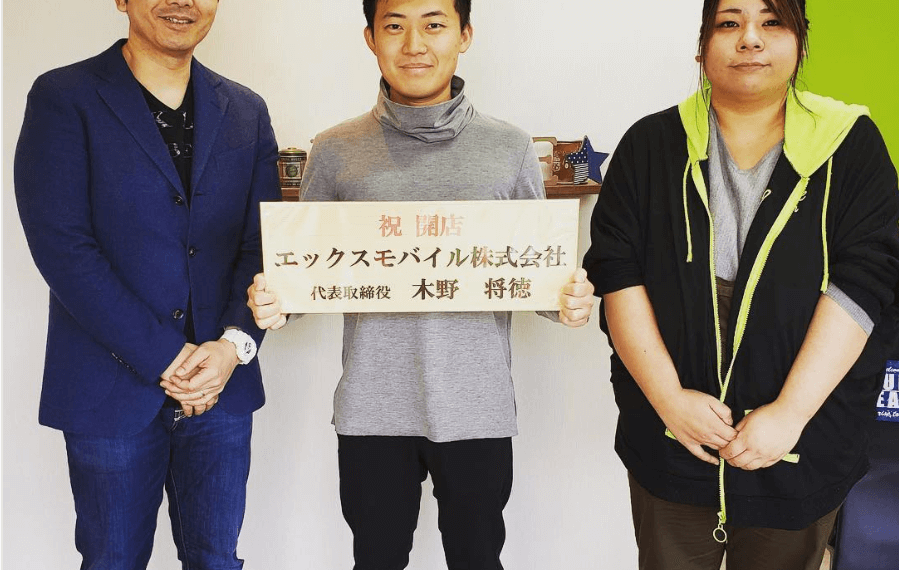 祝 開店
エックスモバイル株式会社
代表取締役 木野 将徳